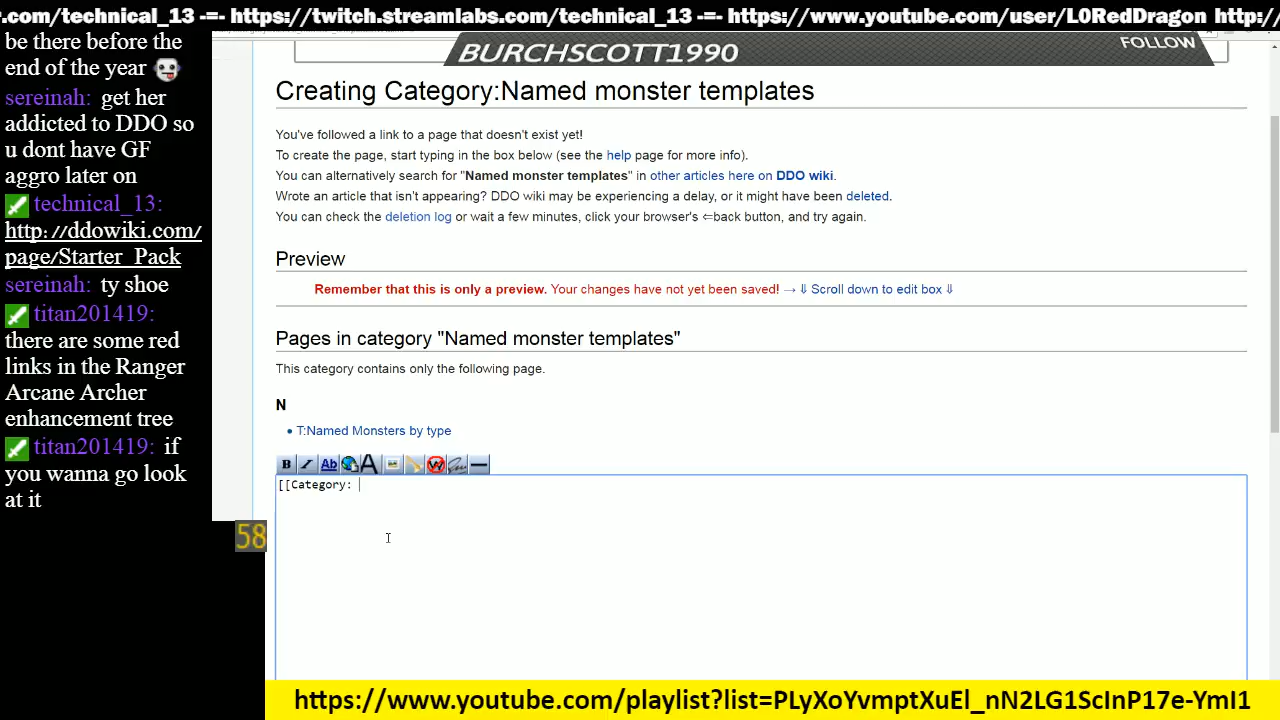 r.com/technical_13 -=- https://twitch.streamlabs.com/technical_13 -=- https://www.youtube.com/user/L0RedDragon http:/
be there before the
end of the year
sereinah: get her
addicted to DDO so
u dont have GF
aggro later on
technical_13:
http://ddowiki.com/
page/Starter_Pack
sereinah: ty shoe
titan201419:
there are some red
links in the Ranger
Arcane Archer
enhancement tree
titan201419: if
you wanna go look
at it
58
BURCHSCOTT1990
FOLLOW
Creating Category:Named monster templates
You've followed a link to a page that doesn't exist yet!
To create the page, start typing in the box below (see the help page for more info).
You can alternatively search for "Named monster templates" in other articles here on DDO wiki.
Wrote an article that isn't appearing? DDO wiki may be experiencing a delay, or it might have been deleted.
You can check the deletion log or wait a few minutes, click your browser's ⇐back button, and try again.
Preview
Remember that this is only a preview. Your changes have not yet been saved! → ⇓ Scroll down to edit box ⇓
Pages in category "Named monster templates"
This category contains only the following page.
N
• T:Named Monsters by type
B I Ab A W
[[Category:
https://www.youtube.com/playlist?list=PLyXoYvmptXuEl_nN2LG1ScInP17e-YmI1